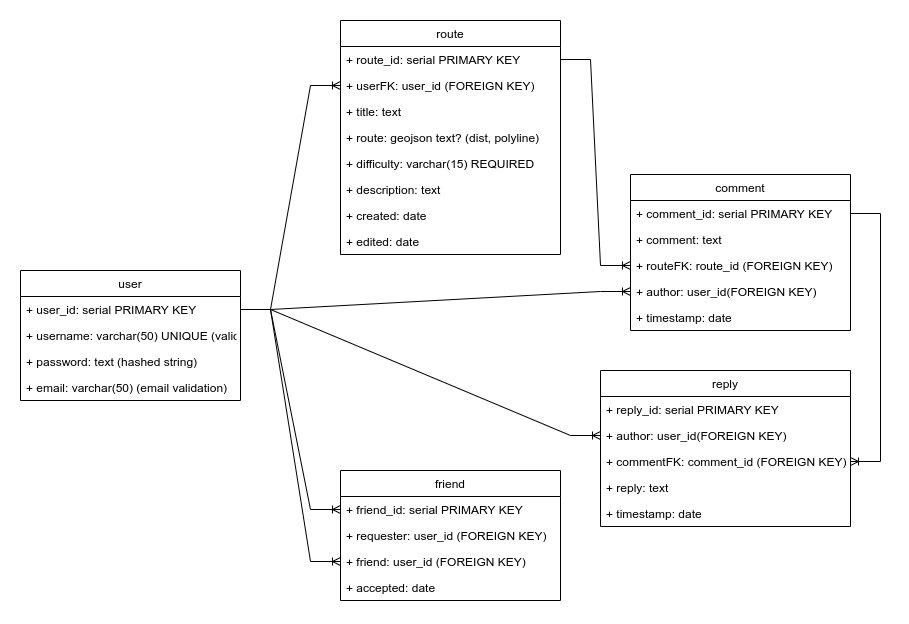 route
+ route_id: serial PRIMARY KEY
+ userFK: user_id (FOREIGN KEY)
+ title: text
+ route: geojson text? (dist, polyline)
+ difficulty: varchar(15) REQUIRED
+ description: text
+ created: date
+ edited: date
comment
+ comment_id: serial PRIMARY KEY
+ comment: text
+ routeFK: route_id (FOREIGN KEY)
+ author: user_id(FOREIGN KEY)
+ timestamp: date
user
+ user_id: serial PRIMARY KEY
+ username: varchar(50) UNIQUE
+ password: text (hashed string)
+ email: varchar(50) (email validation)
reply
+ reply_id: serial PRIMARY KEY
+ author: user_id(FOREIGN KEY)
+ commentFK: comment_id (FOREIGN KEY)
+ reply: text
+ timestamp: date
friend
+ friend_id: serial PRIMARY KEY
+ requester: user_id (FOREIGN KEY)
+ friend: user_id (FOREIGN KEY)
+ accepted: date